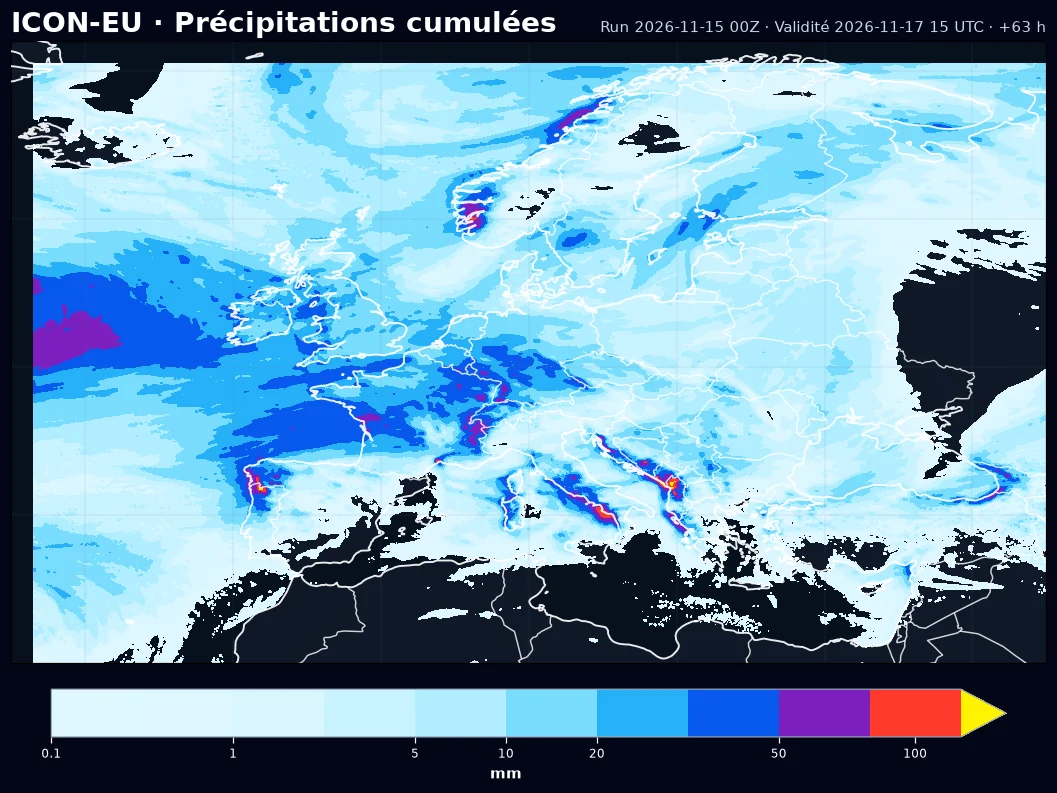 ICON-EU · Précipitations cumulées
Run 2026-11-15 00Z · Validité 2026-11-17 15 UTC · +63 h
0.1 1 5 10 20 50 100
mm